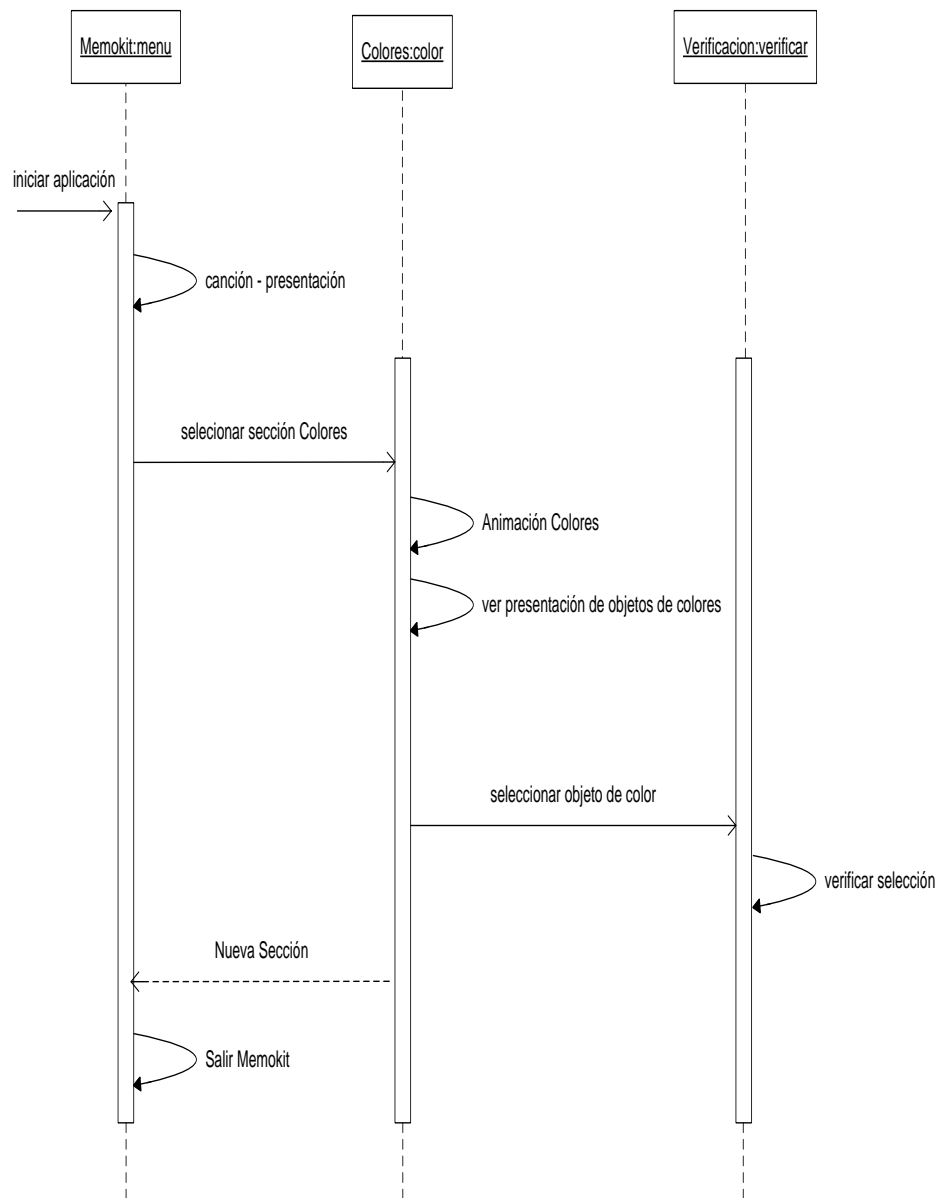 Memokit:menu
Colores:color
Verificacion:verificar
iniciar aplicación
canción - presentación
selecionar sección Colores
Animación Colores
ver presentación de objetos de colores
seleccionar objeto de color
verificar selección
Nueva Sección
Salir Memokit